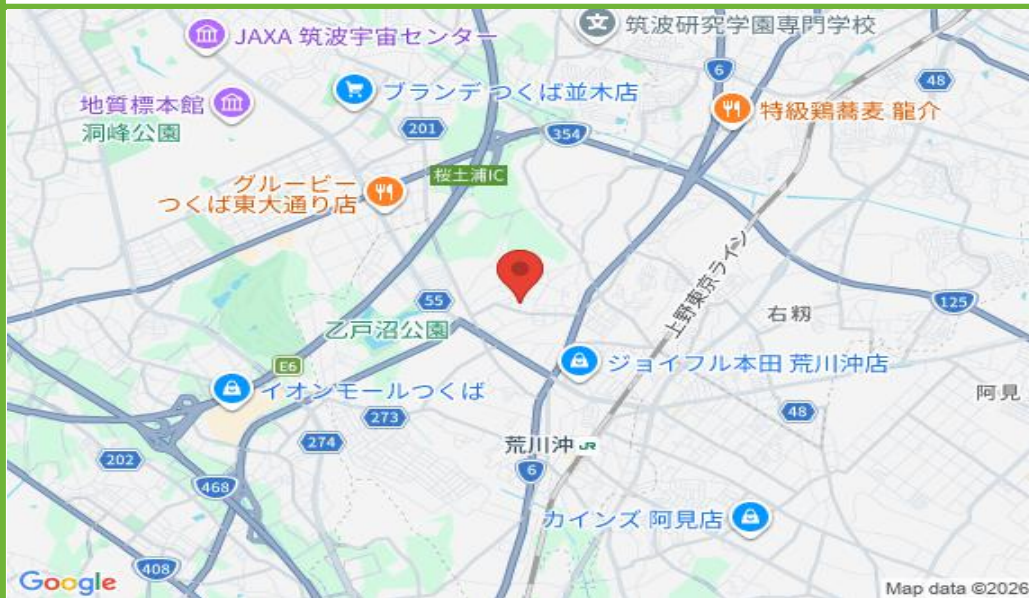 JAXA 筑波宇宙センター
筑波研究学園専門学校
6
48
地質標本館
洞峰公園
ブランデ つくば並木店
特級鶏蕎麦 龍介
201
354
グルービー
つくば東大通り店
桜土浦IC
上野東京ライン
55
125
右籾
乙戸沼公園
E6
ジョイフル本田 荒川沖店
イオンモールつくば
阿見
273
48
274
荒川沖 JR
202
6
468
カインズ 阿見店
408
Google
Map data ©2026